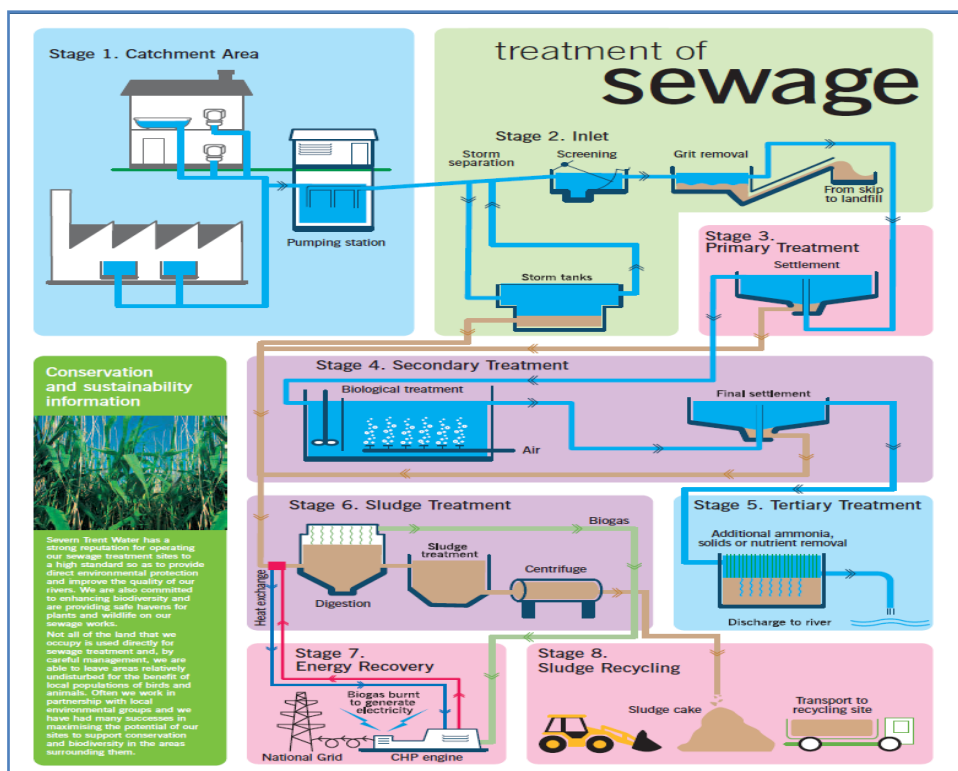 treatment of
sewage
Stage 1. Catchment Area
Pumping station
Stage 2. Inlet
Storm
separation
Screening
Grit removal
From skip
to landfill
Storm tanks
Stage 3.
Primary Treatment
Settlement
Stage 4. Secondary Treatment
Biological treatment
Air
Final settlement
Stage 5. Tertiary Treatment
Additional ammonia,
solids or nutrient removal
Discharge to river
Stage 6. Sludge Treatment
Biogas
Sludge
treatment
Centrifuge
Digestion
Heat exchange
Stage 7.
Energy Recovery
Biogas burnt
to generate
electricity
National Grid
CHP engine
Stage 8.
Sludge Recycling
Sludge cake
Transport to
recycling site
Conservation
and sustainability
information
Severn Trent Water has a
strong reputation for operating
our sewage treatment sites to
a high standard so as to provide
direct environmental protection
and improve the quality of our
rivers. We are also committed
to enhancing biodiversity and
are providing safe havens for
plants and wildlife on our
sewage works.
Not all of the land that we
occupy is used directly for
sewage treatment and, by
careful management, we are
able to leave areas relatively
undisturbed for the benefit of
local populations of birds and
animals. Often we work in
partnership with local
environmental groups and we
have had many successes in
maximising the potential of our
sites to support conservation
and biodiversity in the areas
surrounding them.